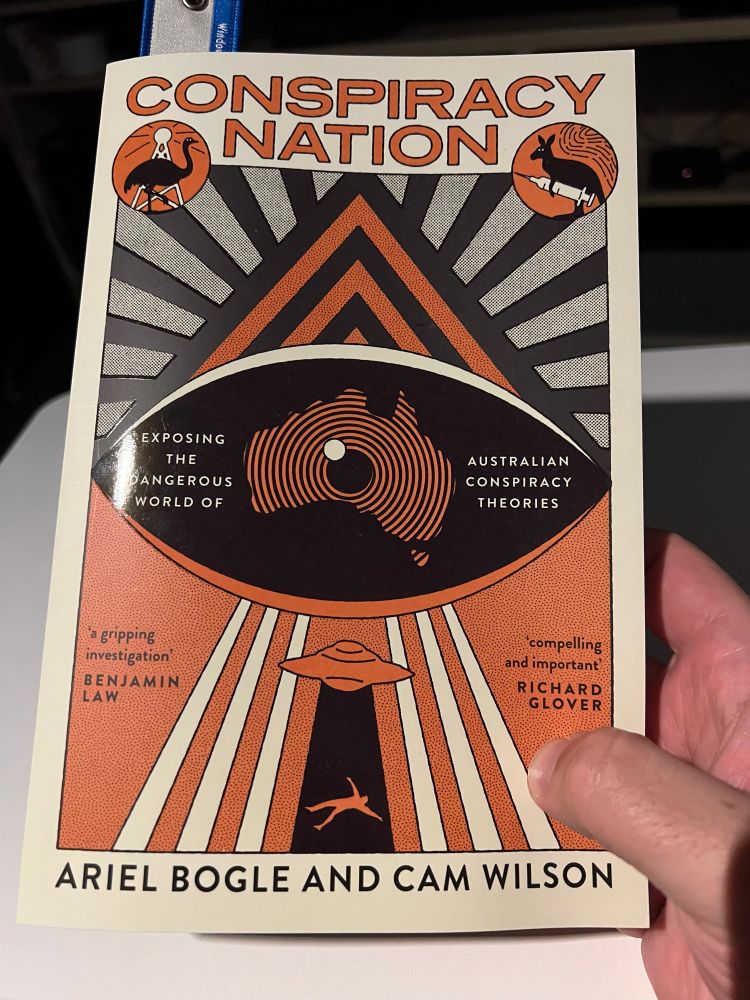 CONSPIRACY
NATION
EXPOSING
THE
DANGEROUS
WORLD OF
AUSTRALIAN
CONSPIRACY
THEORIES
'a gripping
investigation'
BENJAMIN
LAW
'compelling
and important'
RICHARD
GLOVER
ARIEL BOGLE AND CAM WILSON